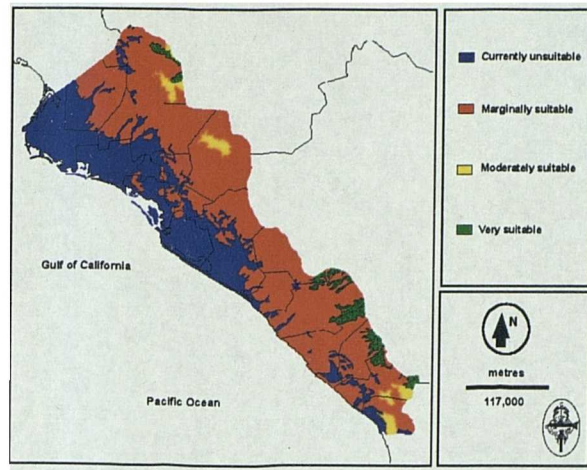 Gulf of California
Pacific Ocean
Currently unsuitable
Marginally suitable
Moderately suitable
Very suitable
N
metres
117,000